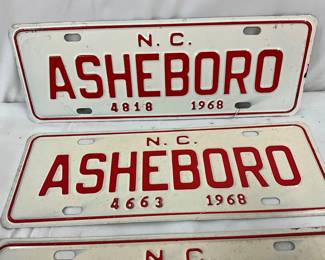 N.C.
ASHEBORO
4818 1968
N.C.
ASHEBORO
4663 1968
N.C.